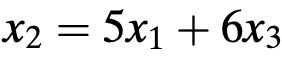 x₂ = 5x₁ + 6x₃